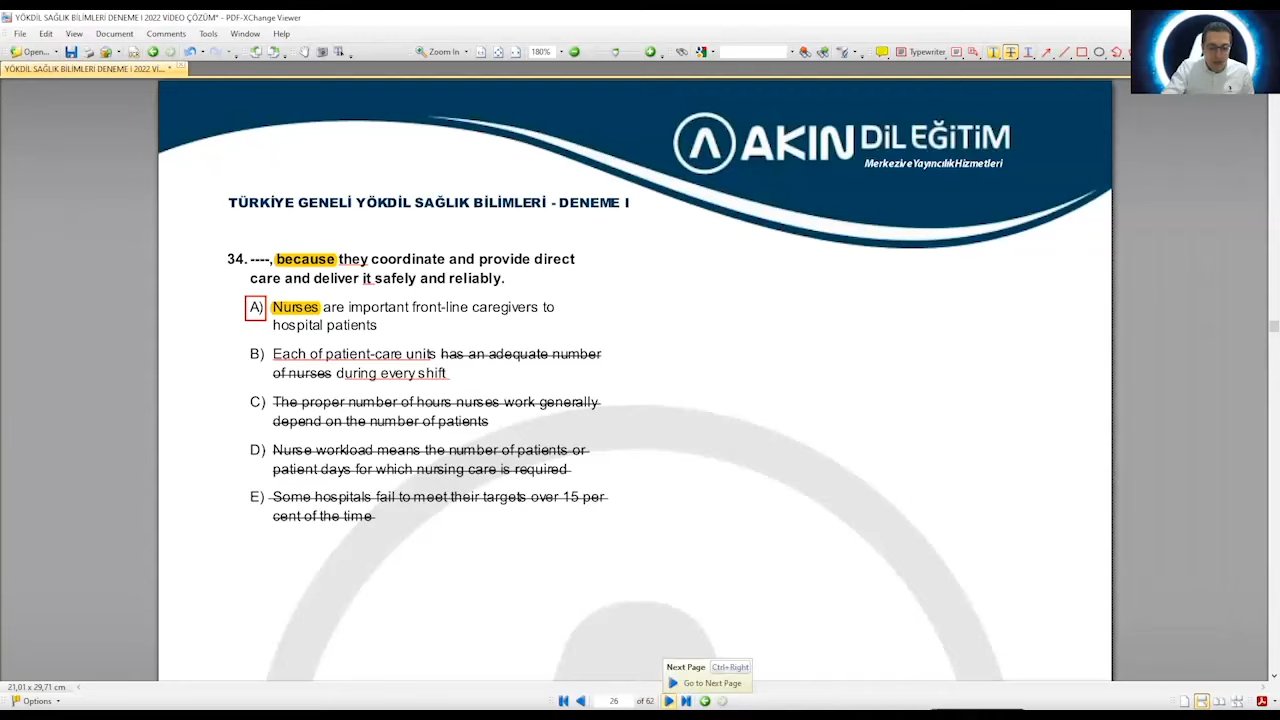 YÖKDİL SAĞLIK BİLİMLERİ DENEME I 2022 VİDEO ÇÖZÜM* - PDF-XChange Viewer
File Edit View Document Comments Tools Window Help
Open... Zoom In 180% Typewriter
YÖKDİL SAĞLIK BİLİMLERİ DENEME I 2022 Vİ... *
AKIN DİL EĞİTİM
Merkezi ve Yayıncılık Hizmetleri
TÜRKİYE GENELİ YÖKDİL SAĞLIK BİLİMLERİ - DENEME I
34. ----, because they coordinate and provide direct
care and deliver it safely and reliably.
A) Nurses are important front-line caregivers to
hospital patients
B) Each of patient-care units has an adequate number
of nurses during every shift
C) The proper number of hours nurses work generally
depend on the number of patients
D) Nurse workload means the number of patients or
patient days for which nursing care is required
E) Some hospitals fail to meet their targets over 15 per
cent of the time
Next Page Ctrl+Right
Go to Next Page
21,01 x 29,71 cm
Options 26 of 62